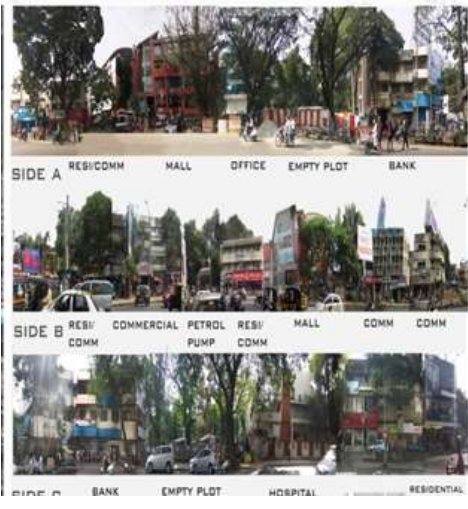 RESI/COMM MALL OFFICE EMPTY PLOT BANK
SIDE A
SIDE B RESI/ COMMERCIAL PETROL RESI/ MALL COMM COMM
COMM PUMP COMM
SIDE C BANK EMPTY PLOT HOSPITAL RESIDENTIAL